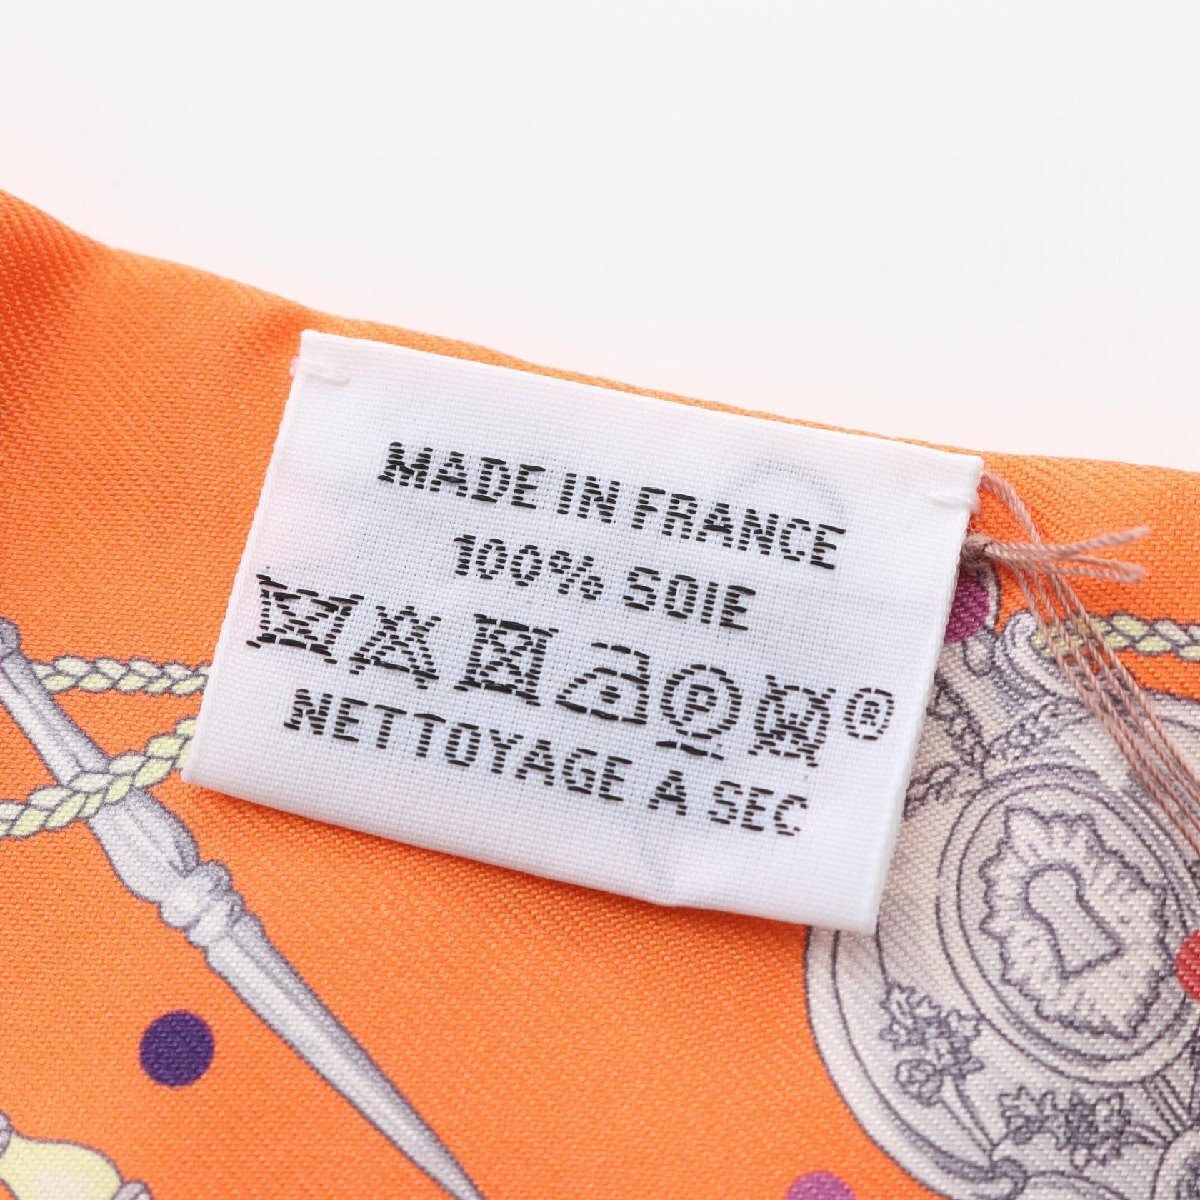 MADE IN FRANCE
100% SOIE
P W ®
NETTOYAGE A SEC